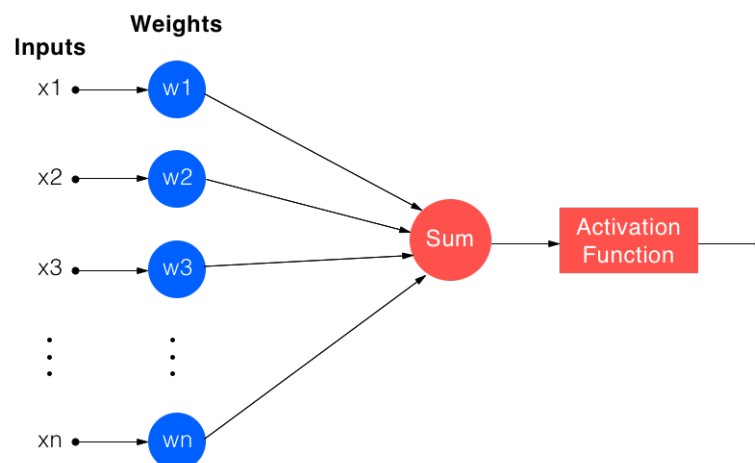 Weights
Inputs
x1
w1
x2
w2
Sum
Activation
Function
x3
w3
xn
wn